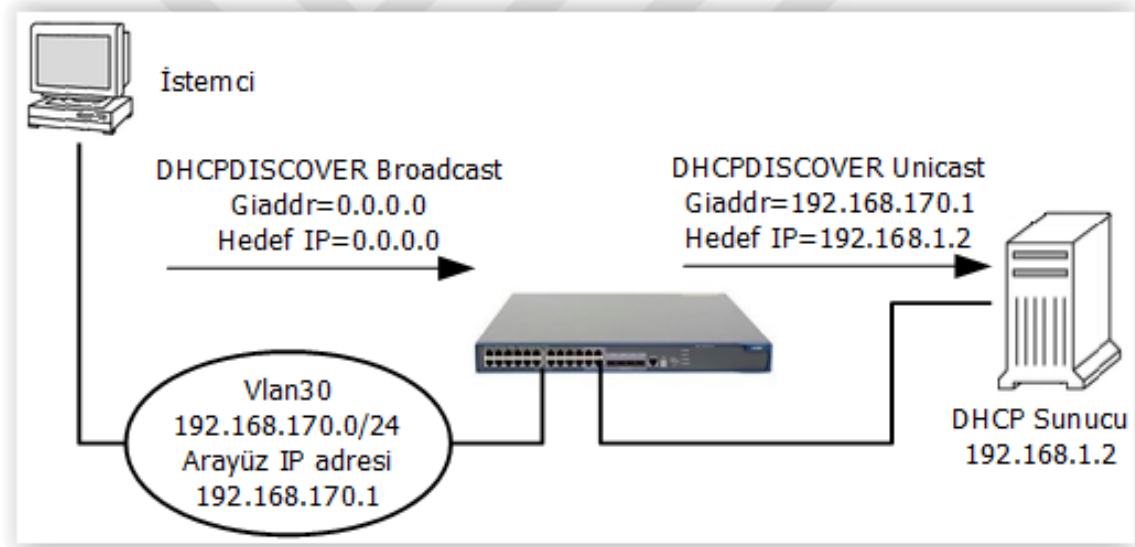 İstemci
DHCPDISCOVER Broadcast
Giaddr=0.0.0.0
Hedef IP=0.0.0.0
DHCPDISCOVER Unicast
Giaddr=192.168.170.1
Hedef IP=192.168.1.2
Vlan30
192.168.170.0/24
Arayüz IP adresi
192.168.170.1
DHCP Sunucu
192.168.1.2